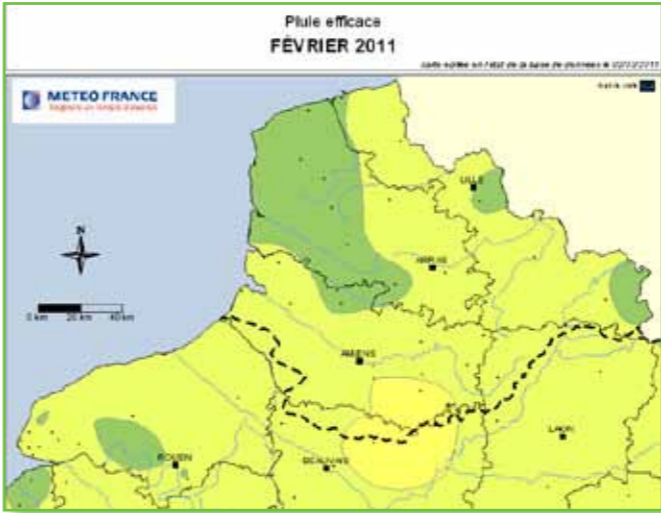 Pluie efficace
FÉVRIER 2011
METEO FRANCE
N
0 km 20 km 40 km
LILLE
ARRAS
AMIENS
LAON
ROUEN
BEAUVAIS